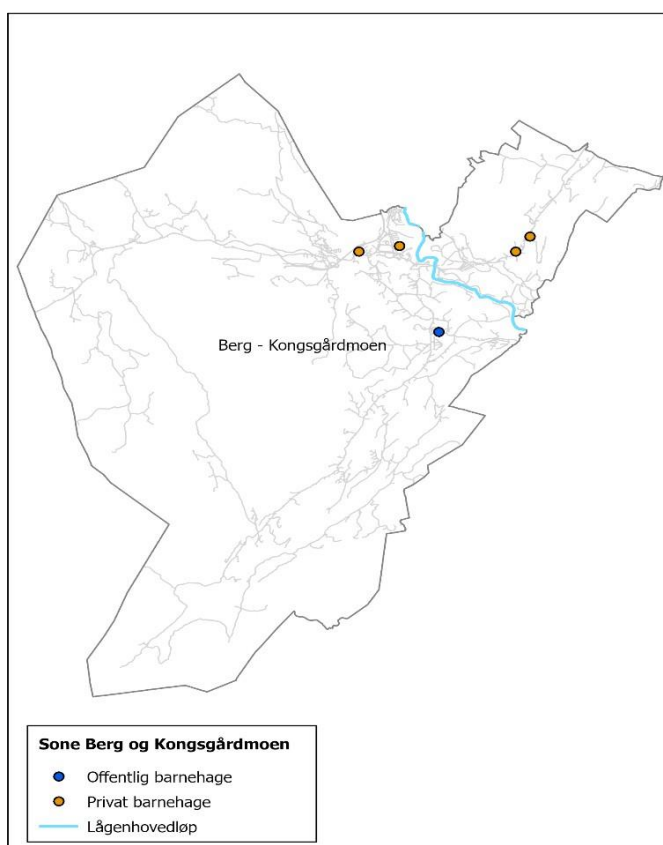 Berg - Kongsgårdmoen
Sone Berg og Kongsgårdmoen
Offentlig barnehage
Privat barnehage
Lågenhovedløp